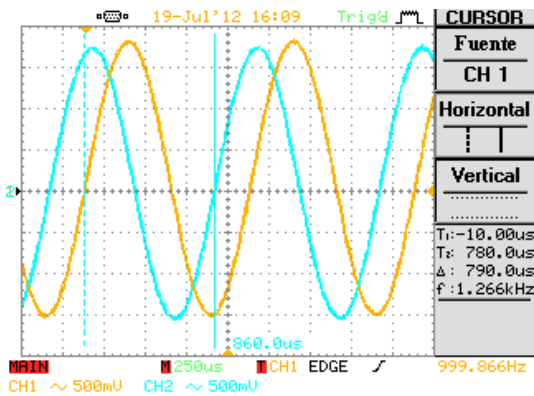 19-Jul'12 16:09 Trig'd
CURSOR
Fuente
CH 1
Horizontal
Vertical
T1:-10.00us
T2: 780.0us
Δ: 790.0us
f:1.266kHz
2
860.0us
MAIN M 250us T CH1 EDGE 999.866Hz
CH1 ~ 500mV CH2 ~ 500mV